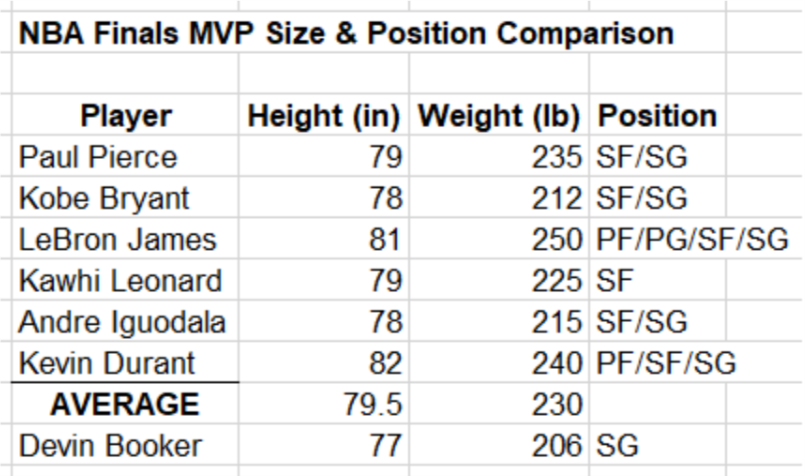 NBA Finals MVP Size & Position Comparison
Player Height (in) Weight (lb) Position
Paul Pierce 79 235 SF/SG
Kobe Bryant 78 212 SF/SG
LeBron James 81 250 PF/PG/SF/SG
Kawhi Leonard 79 225 SF
Andre Iguodala 78 215 SF/SG
Kevin Durant 82 240 PF/SF/SG
AVERAGE 79.5 230
Devin Booker 77 206 SG